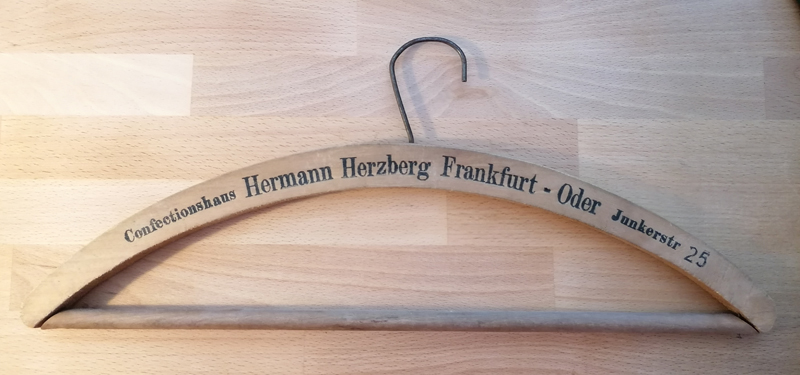 Confectionshaus Hermann Herzberg Frankfurt - Oder Junkerstr 25